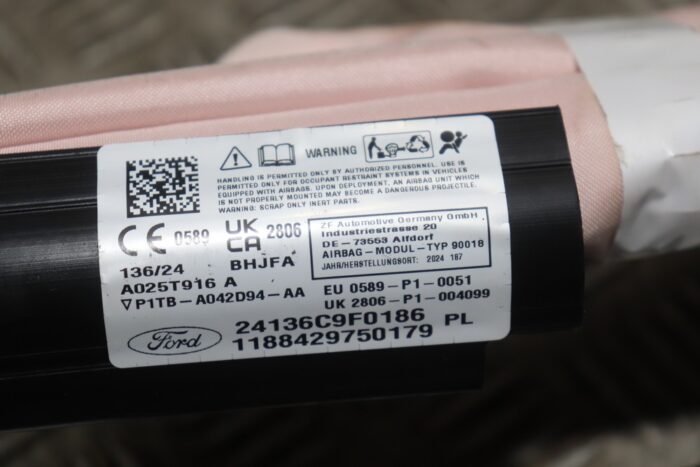 WARNING
HANDLING IS PERMITTED ONLY BY AUTHORIZED PERSONNEL. USE IS
PERMITTED ONLY FOR OCCUPANT RESTRAINT SYSTEMS IN VEHICLES
EQUIPPED WITH AIRBAGS. UPON DEPLOYMENT, AN AIRBAG UNIT WHICH
IS NOT PROPERLY MOUNTED MAY BECOME A DANGEROUS PROJECTILE.
WARNING: SCRAP ONLY INERT PARTS.
CE 0589 UK CA 2806
ZF Automotive Germany GmbH
Industriestrasse 20
DE-73553 Alfdorf
AIRBAG-MODUL-TYP 90018
JAHR/HERSTELLUNGSORT: 2024 187
136/24 BHJFA
A025T916 A
EU 0589-P1-0051
▽P1TB-A042D94-AA
UK 2806-P1-004099
24136C9F0186 PL
1188429750179
Ford